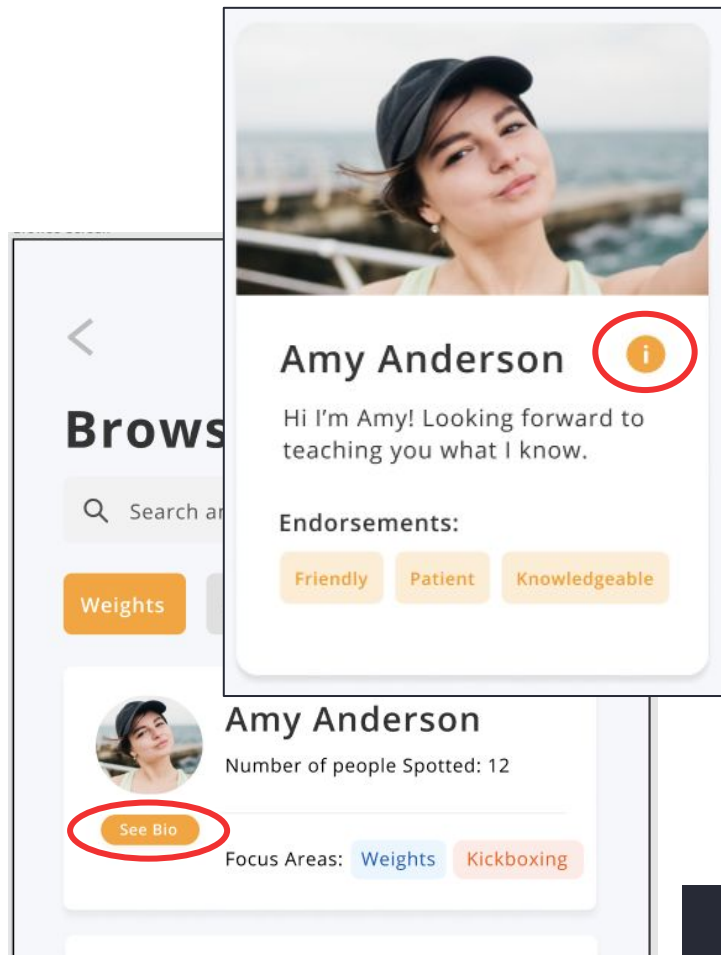 Amy Anderson
i
Hi I'm Amy! Looking forward to
teaching you what I know.
Endorsements:
Friendly Patient Knowledgeable
Brows
Search
Weights
Amy Anderson
Number of people Spotted: 12
See Bio
Focus Areas: Weights Kickboxing